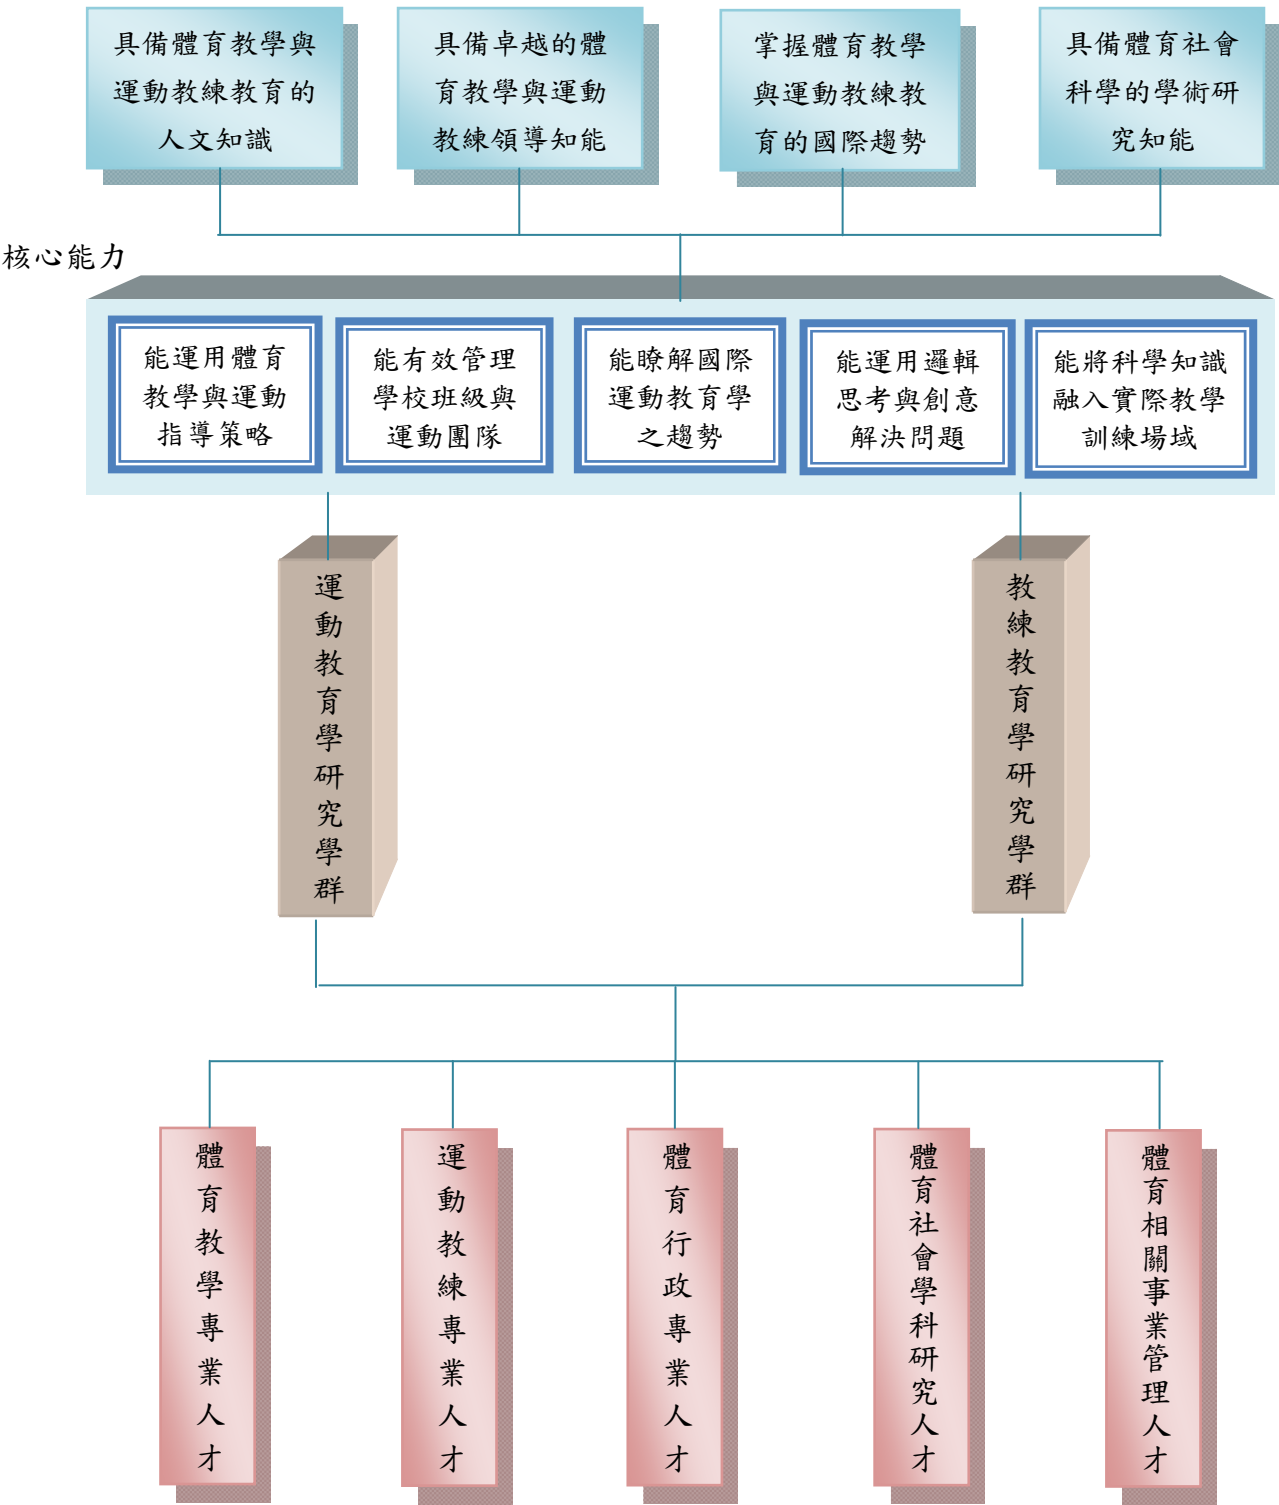 具備體育教學與
運動教練教育的
人文知識
具備卓越的體
育教學與運動
教練領導知能
掌握體育教學
與運動教練教
育的國際趨勢
具備體育社會
科學的學術研
究知能
核心能力
能運用體育
教學與運動
指導策略
能有效管理
學校班級與
運動團隊
能瞭解國際
運動教育學
之趨勢
能運用邏輯
思考與創意
解決問題
能將科學知識
融入實際教學
訓練場域
運動教育學研究學群
教練教育學研究學群
體育教學專業人才
運動教練專業人才
體育行政專業人才
體育社會學科研究人才
體育相關事業管理人才